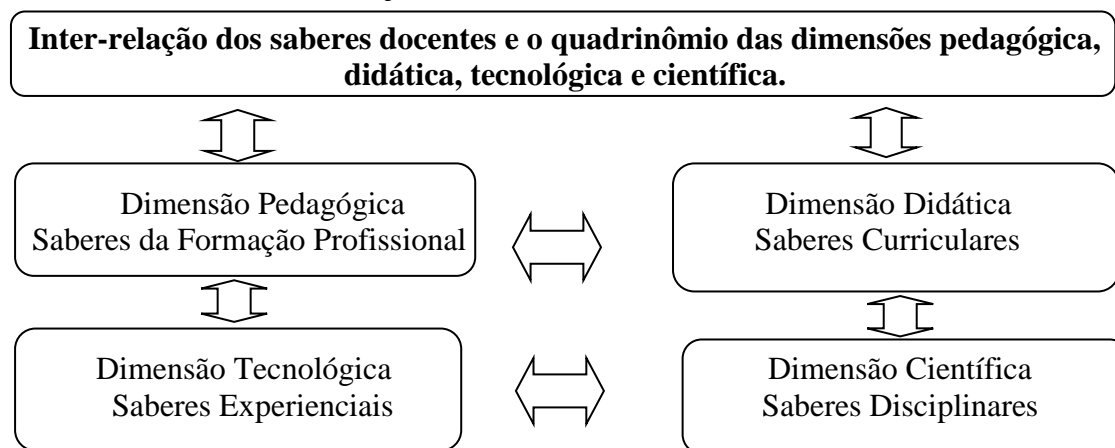 Inter-relação dos saberes docentes e o quadrinômio das dimensões pedagógica,
didática, tecnológica e científica.
Dimensão Pedagógica
Saberes da Formação Profissional
Dimensão Didática
Saberes Curriculares
Dimensão Tecnológica
Saberes Experienciais
Dimensão Científica
Saberes Disciplinares